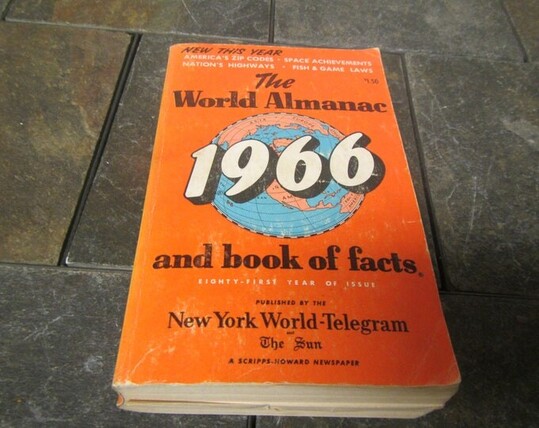 NEW THIS YEAR
AMERICA'S ZIP CODES • SPACE ACHIEVEMENTS
NATION'S HIGHWAYS • FISH & GAME LAWS
The
World Almanac
1966
and book of facts
EIGHTY-FIRST YEAR OF ISSUE
PUBLISHED BY THE
New York World-Telegram
and
The Sun
A SCRIPPS-HOWARD NEWSPAPER